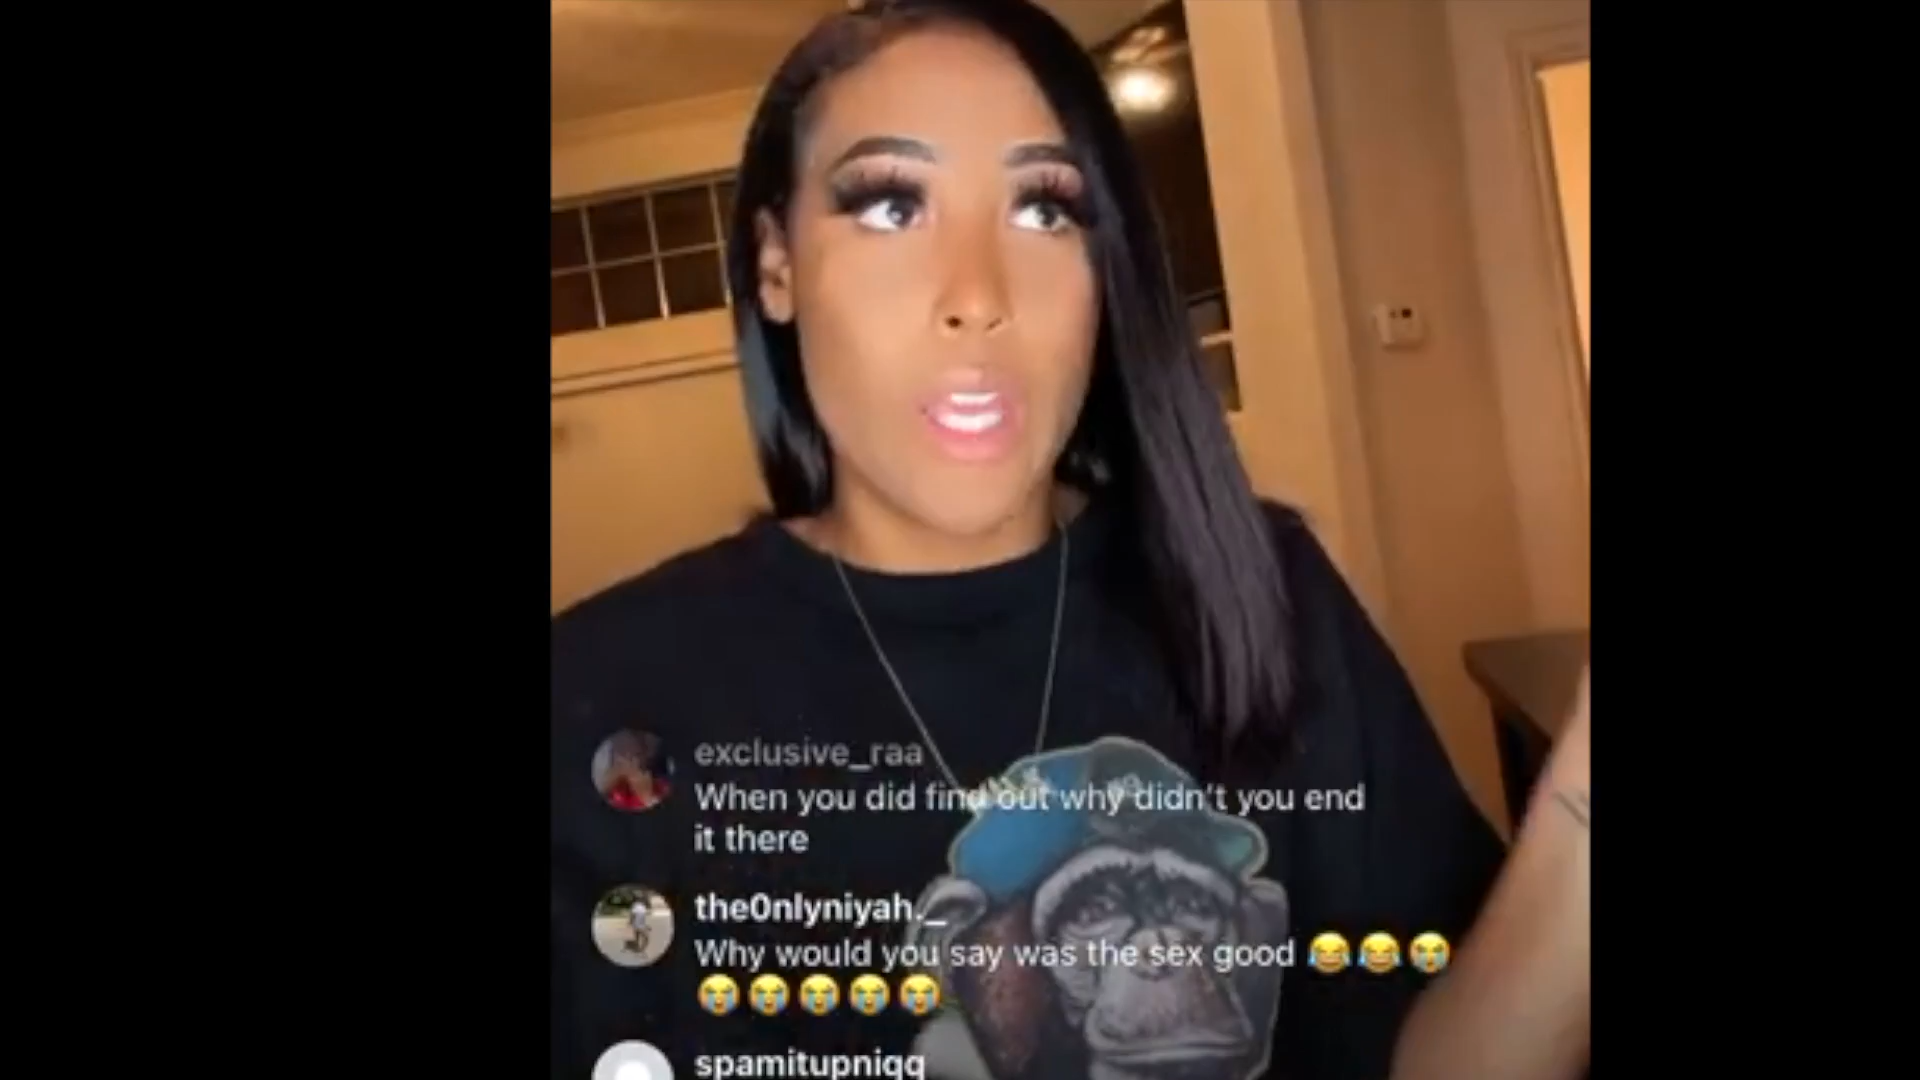 exclusive_raa
When you did find out why didn't you end
it there
the0nlyniyah._
Why would you say was the sex good 😂😂😭
😭😭😭😭😭
spamitupniqq